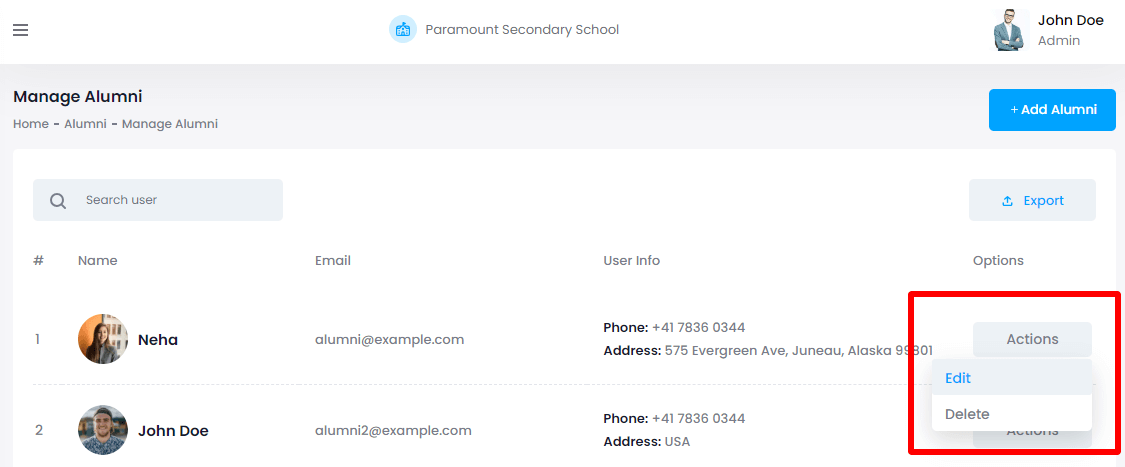 Paramount Secondary School
John Doe
Admin
Manage Alumni
Home - Alumni - Manage Alumni
+ Add Alumni
Search user
Export
# Name Email User Info Options
1 Neha alumni@example.com
Phone: +41 7836 0344
Address: 575 Evergreen Ave, Juneau, Alaska 99801
Actions
Edit
Delete
2 John Doe alumni2@example.com
Phone: +41 7836 0344
Address: USA
Actions